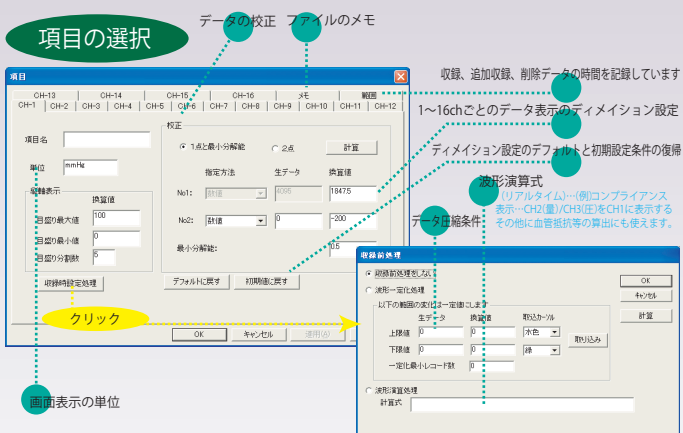 項目の選択
データの校正
ファイルのメモ
収録、追加収録、削除データの時間を記録しています
1〜16chごとのデータ表示のディメイション設定
ディメイション設定のデフォルトと初期設定条件の復帰
波形演算式
（リアルタイム）…（例)コンプライアンス
表示…CH2(量)/CH3(圧)をCH1に表示する
その他に血管抵抗等の算出にも使えます。
データ圧縮条件
項目
CH-13 CH-14 CH-15 CH-16 メモ 範囲
CH-1 CH-2 CH-3 CH-4 CH-5 CH-6 CH-7 CH-8 CH-9 CH-10 CH-11 CH-12
項目名
単位 mmHg
縦軸表示
換算値
目盛り最大値 100
目盛り最小値 0
目盛り分割数 5
収録時設定処理
校正
1点と最小分解能 2点 計算
指定方法 生データ 換算値
No1: 数値 4095 1847.5
No2: 数値 0 -200
最小分解能: 0.5
デフォルトに戻す 初期値に戻す
OK キャンセル 適用(A)
クリック
画面表示の単位
収録前処理
収録前処理をしない
波形一定化処理
以下の範囲の変化は一定値にします
生データ 換算値 取込カーソル
上限値 0 0 水色
下限値 0 0 緑
取り込み
一定化最小レコード数 0
波形演算処理
計算式
OK
キャンセル
計算